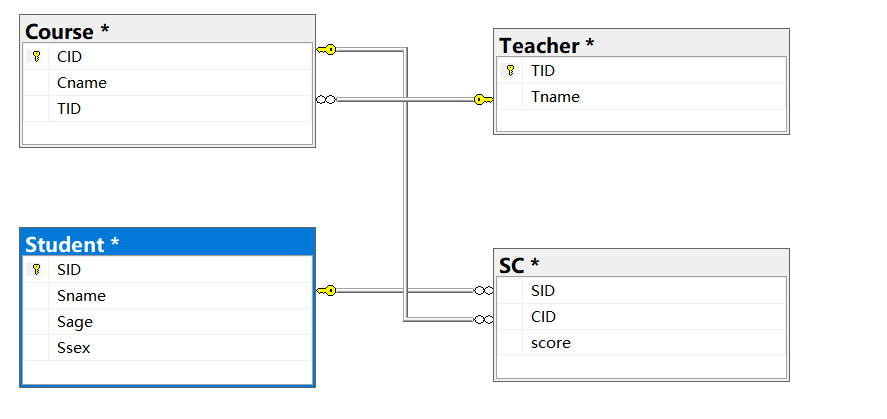 Course *
CID
Cname
TID
Teacher *
TID
Tname
Student *
SID
Sname
Sage
Ssex
SC *
SID
CID
score